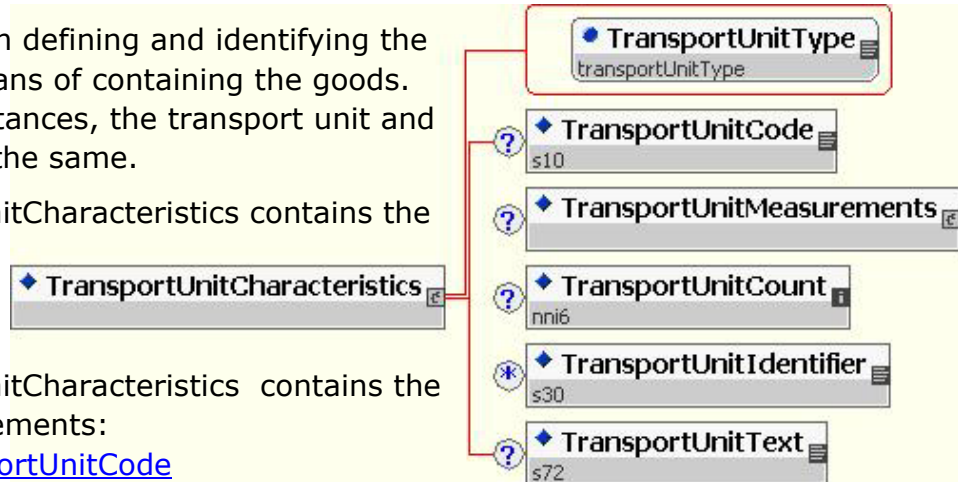 n defining and identifying the
ans of containing the goods.
tances, the transport unit and
the same.
itCharacteristics contains the
TransportUnitCharacteristics
itCharacteristics contains the
ements:
ortUnitCode
TransportUnitType
transportUnitType
? TransportUnitCode
s10
? TransportUnitMeasurements
? TransportUnitCount
nni6
* TransportUnitIdentifier
s30
? TransportUnitText
s72